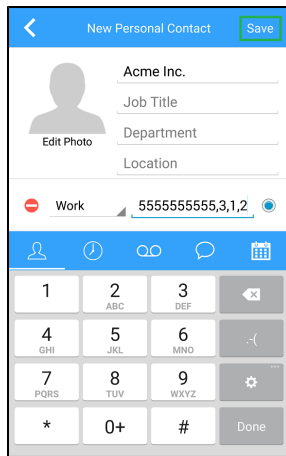 New Personal Contact Save
Acme Inc.
Job Title
Department
Edit Photo
Location
Work 5555555555,3,1,2
1 2 3
ABC DEF
4 5 6 .-(
GHI JKL MNO
7 8 9 ...
PQRS TUV WXYZ
* 0+ # Done